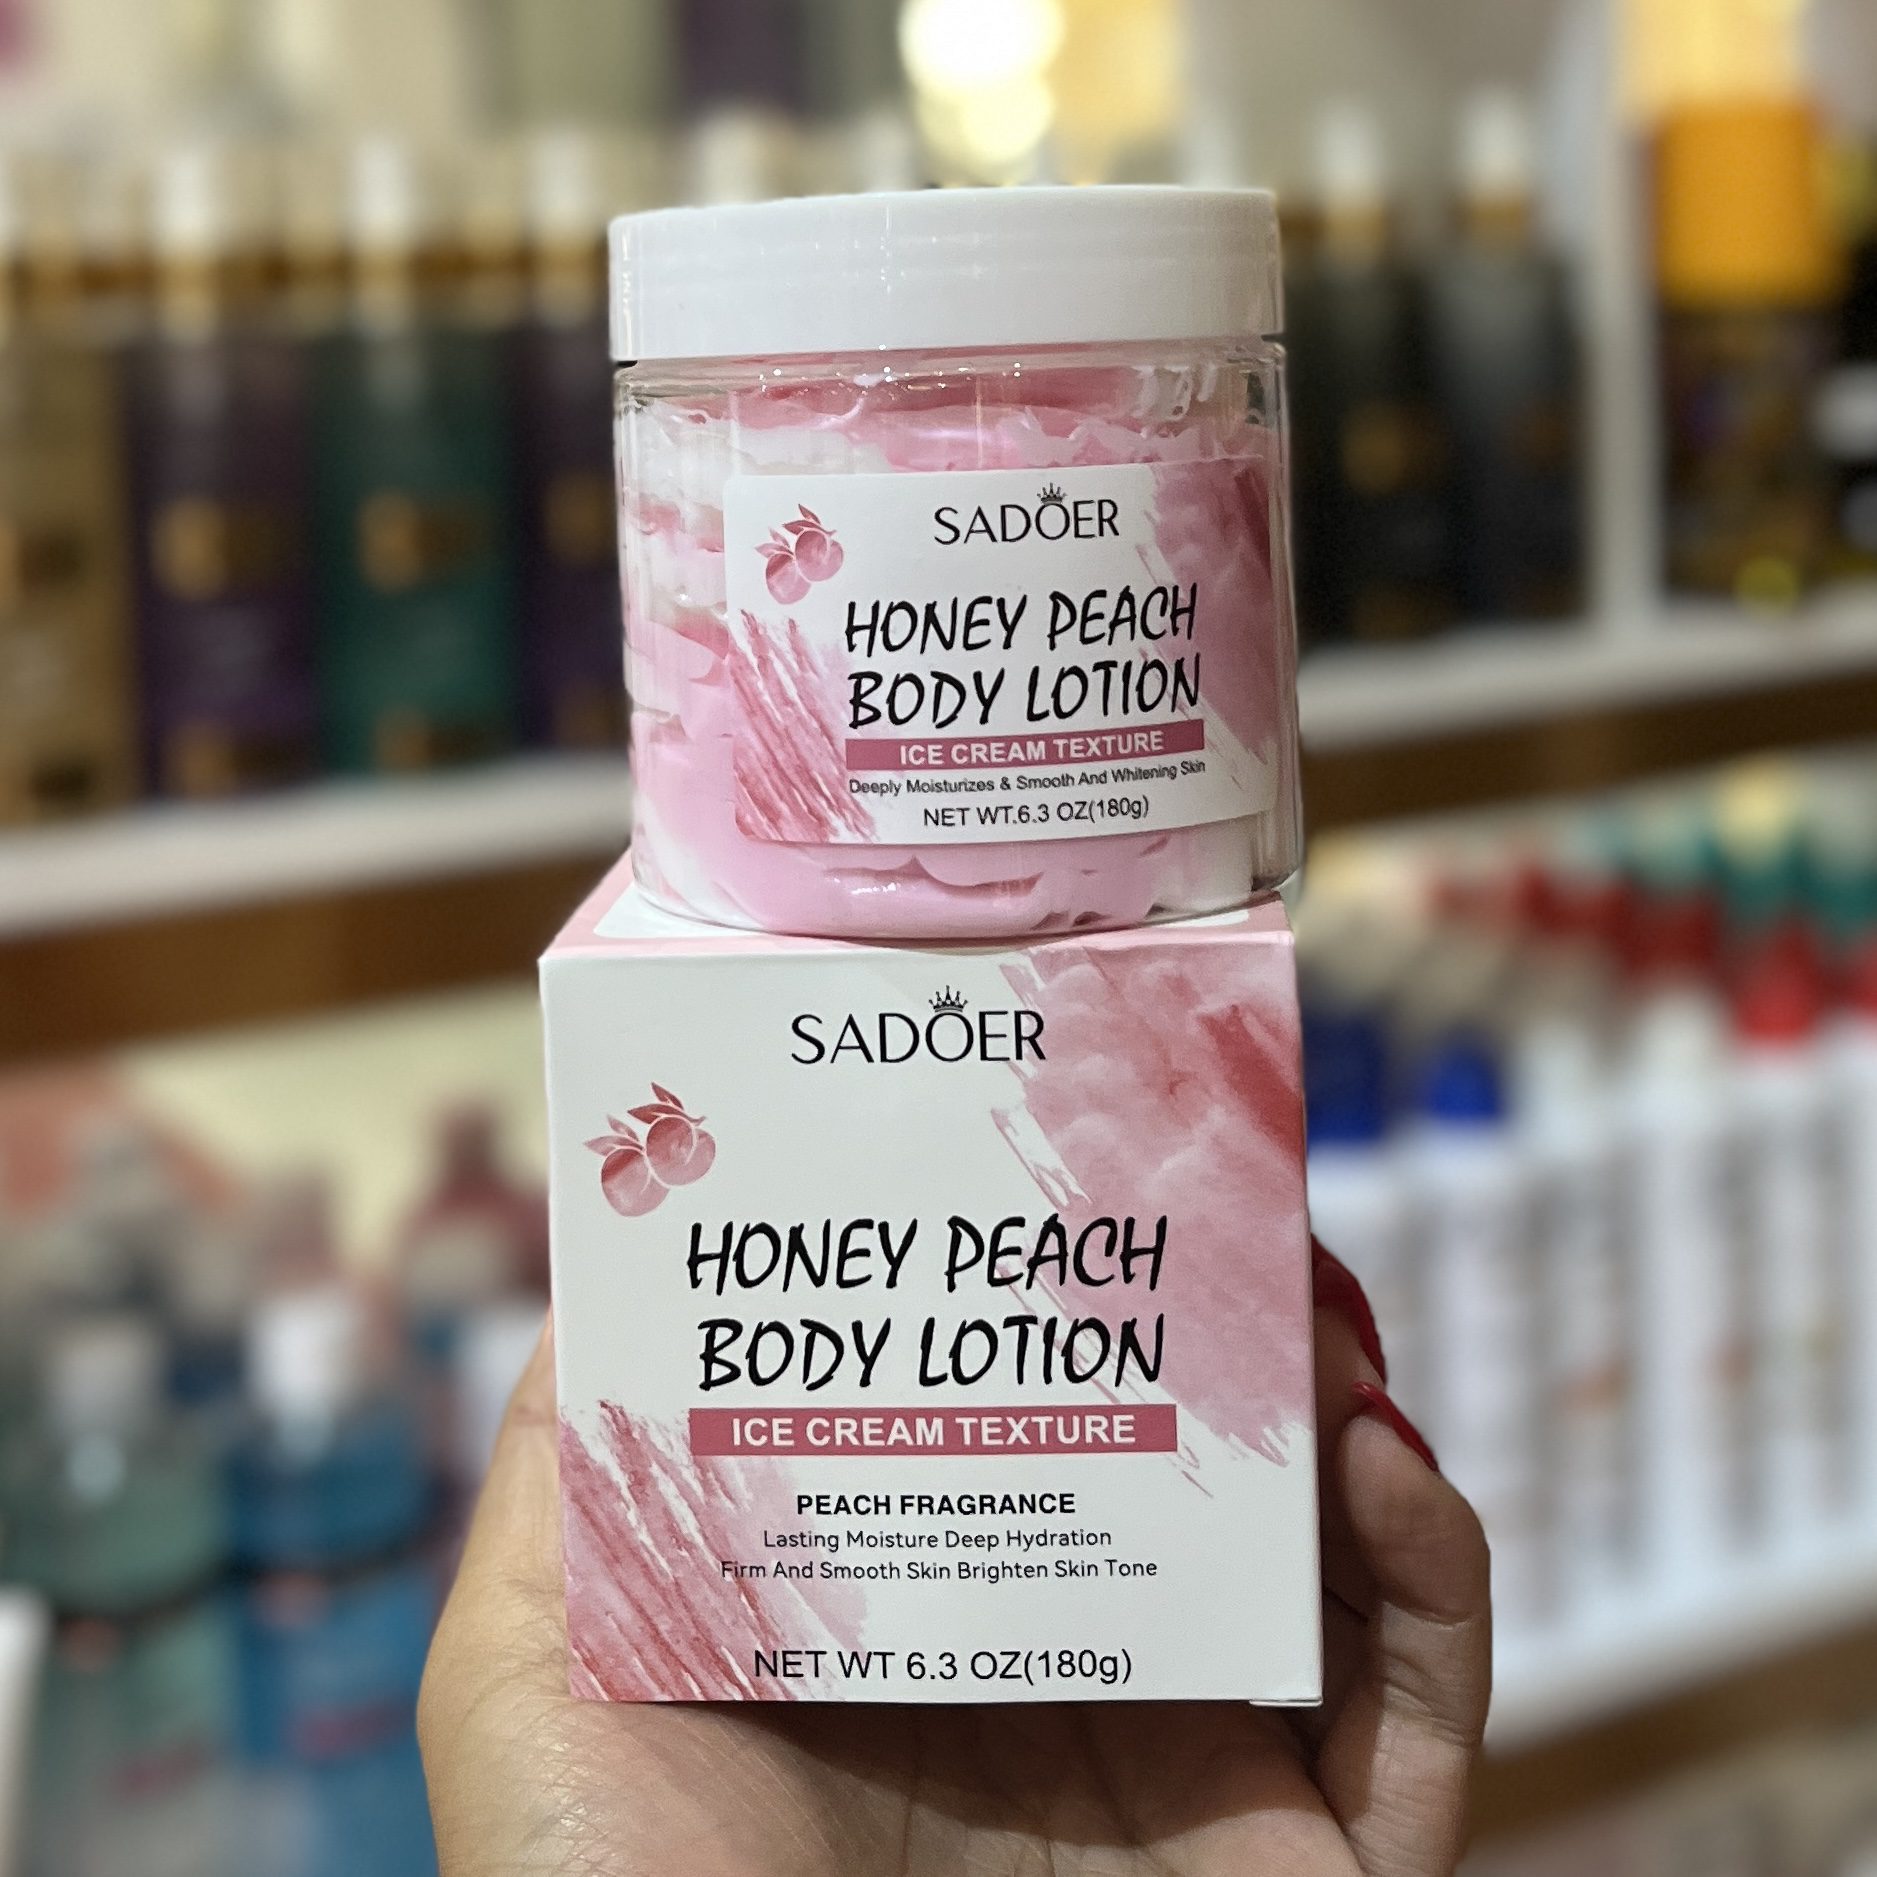 SADOER
HONEY PEACH
BODY LOTION
ICE CREAM TEXTURE
Deeply Moisturizes & Smooth And Whitening Skin
NET WT.6.3 OZ(180g)
SADOER
HONEY PEACH
BODY LOTION
ICE CREAM TEXTURE
PEACH FRAGRANCE
Lasting Moisture Deep Hydration
Firm And Smooth Skin Brighten Skin Tone
NET WT 6.3 OZ(180g)